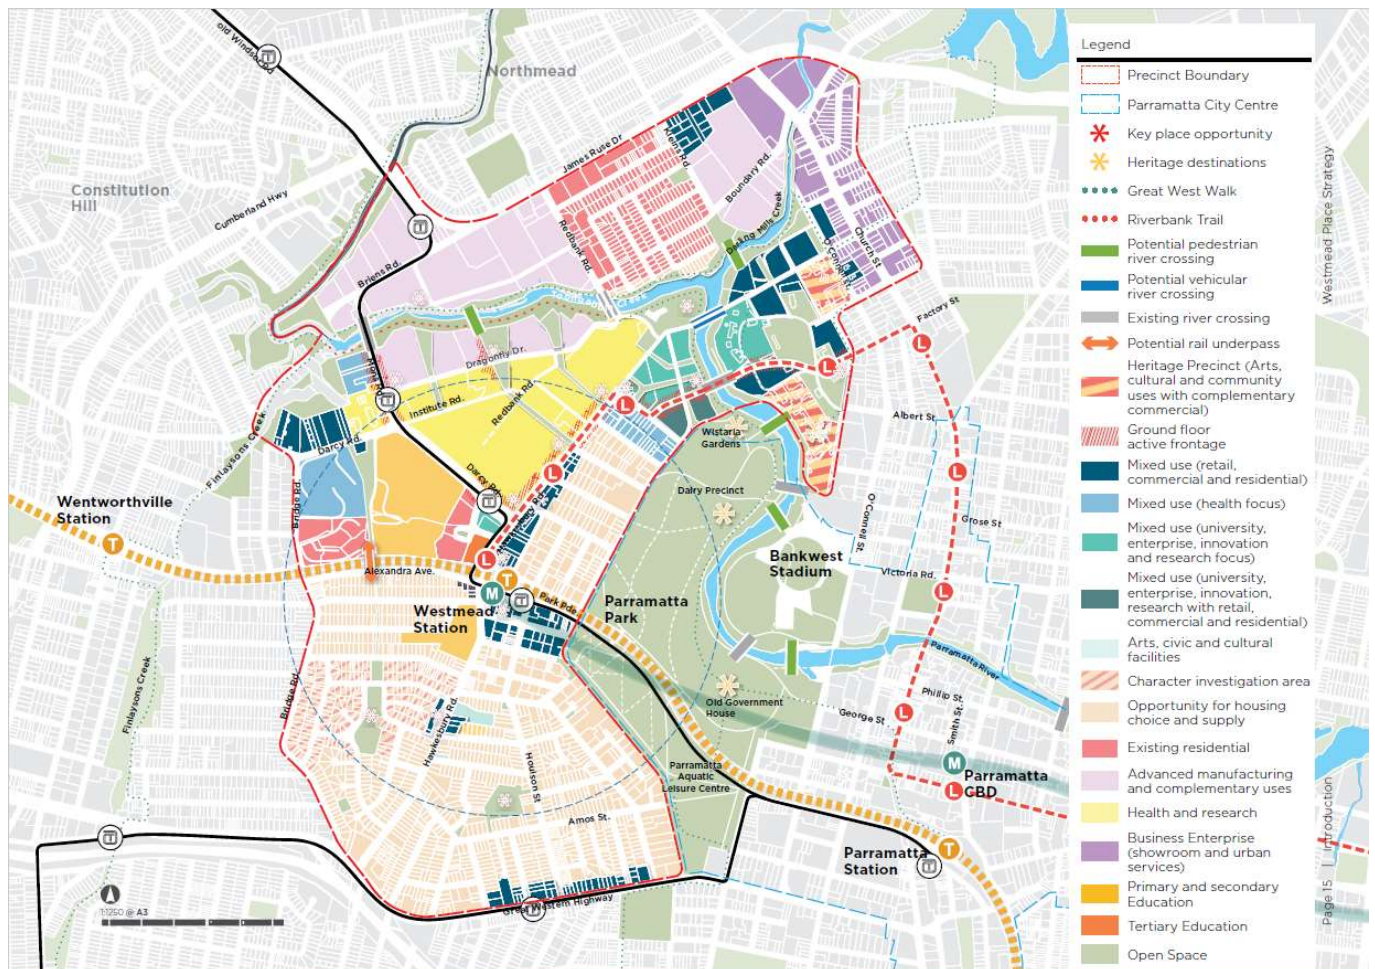 Northmead
Old Windsor Rd
Constitution
Hill
Cumberland Hwy
James Ruse Dr
Kleins Rd.
Boundary Rd.
Redbank Rd.
Darling Mills Creek
Church St
O'Connell St.
Briens Rd.
Factory St
Dragonfly Dr.
Institute Rd.
Redbank Rd.
Albert St.
Darcy Rd.
Finlaysons Creek
Wistaria
Gardens
Darcy Rd.
Dairy Precinct
Wentworthville
Station
Bridge Rd.
Hawkesbury Rd.
O'Connell St.
Grose St
Bankwest
Stadium
Victoria Rd.
Alexandra Ave.
Westmead
Station
Park Pde.
Parramatta
Park
Parramatta River
Finlaysons Creek
Bridge Rd.
Hawkesbury Rd.
Old Government
House
Phillip St.
Smith St.
George St
Houison St
Parramatta
Aquatic
Leisure Centre
Parramatta
CBD
Amos St.
Parramatta
Station
Great Western Highway
1:1250 @ A3
T
T
T
M
M
L
L
L
L
L
L
L
L
L
Legend
Precinct Boundary
Parramatta City Centre
Key place opportunity
Heritage destinations
Great West Walk
Riverbank Trail
Potential pedestrian
river crossing
Potential vehicular
river crossing
Existing river crossing
Potential rail underpass
Heritage Precinct (Arts,
cultural and community
uses with complementary
commercial)
Ground floor
active frontage
Mixed use (retail,
commercial and residential)
Mixed use (health focus)
Mixed use (university,
enterprise, innovation
and research focus)
Mixed use (university,
enterprise, innovation,
research with retail,
commercial and residential)
Arts, civic and cultural
facilities
Character investigation area
Opportunity for housing
choice and supply
Existing residential
Advanced manufacturing
and complementary uses
Health and research
Business Enterprise
(showroom and urban
services)
Primary and secondary
Education
Tertiary Education
Open Space
Westmead Place Strategy
Page 15 | Introduction